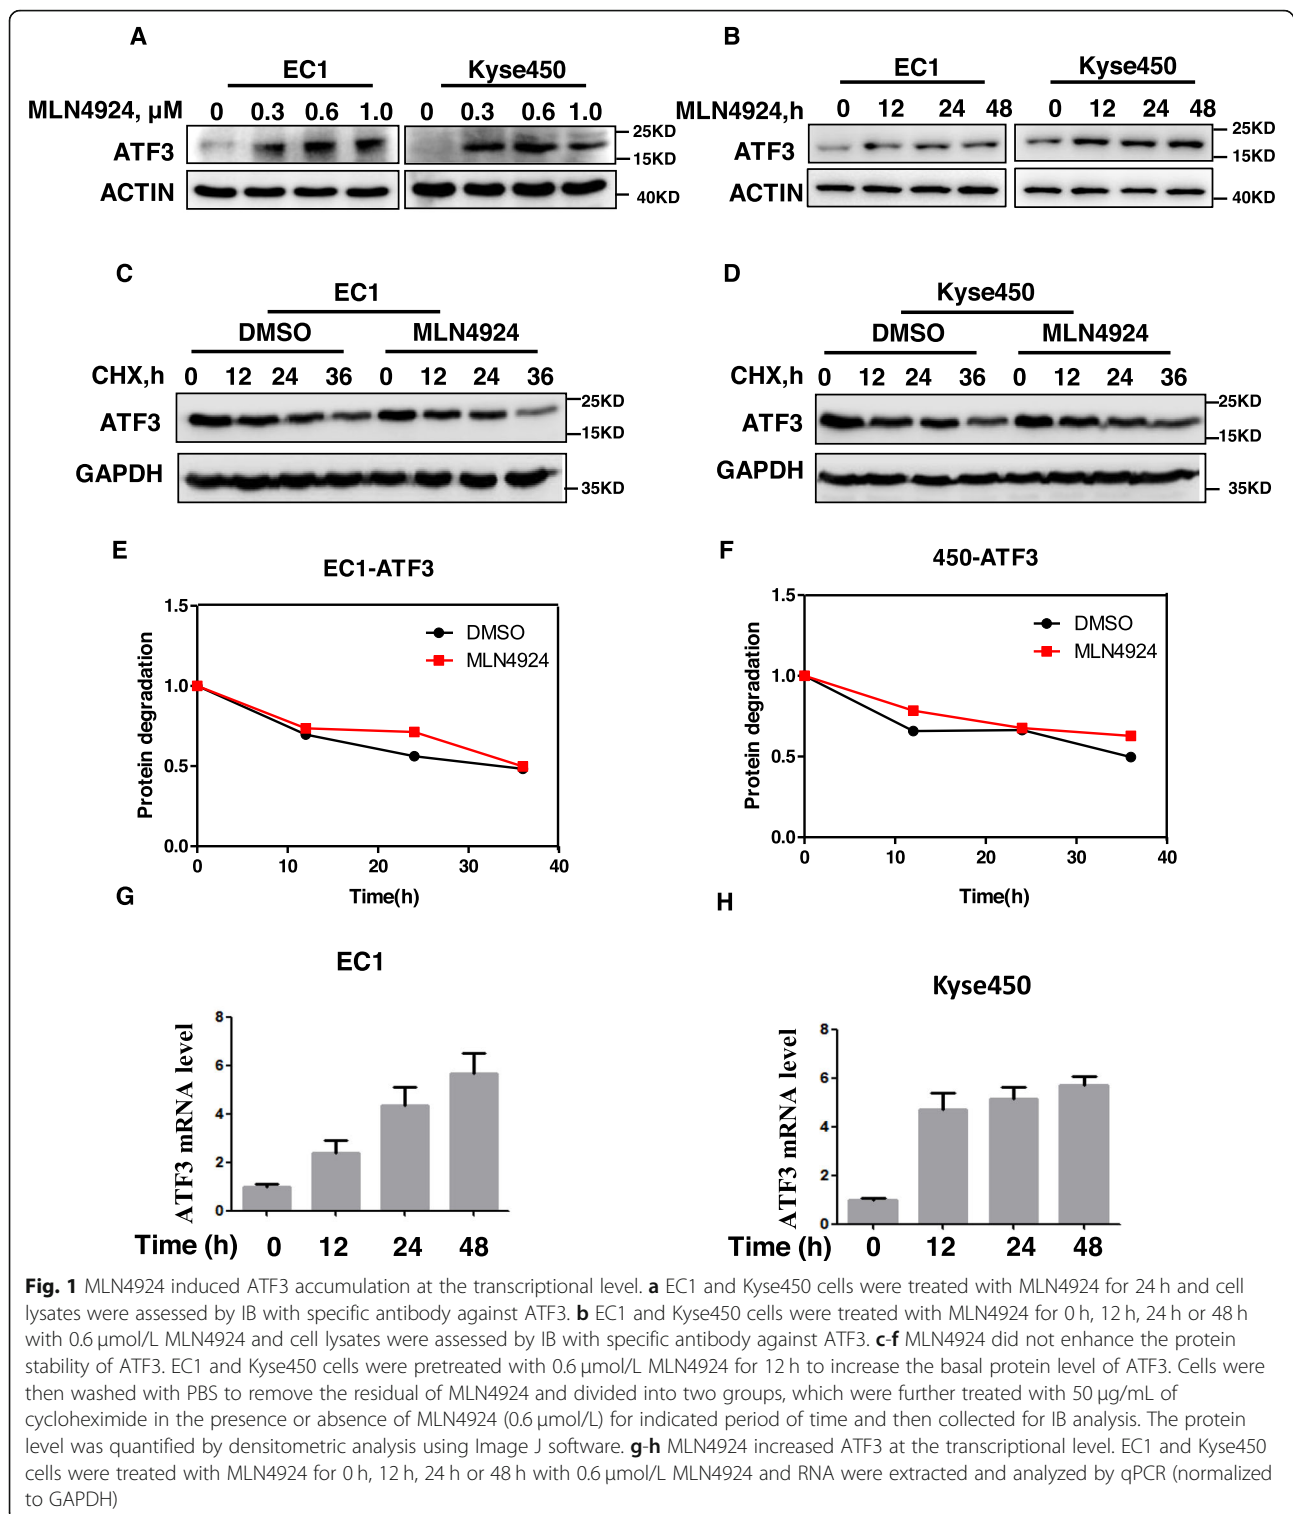 A
EC1 Kyse450
MLN4924, μM 0 0.3 0.6 1.0 0 0.3 0.6 1.0
ATF3 25KD
15KD
ACTIN 40KD
B
EC1 Kyse450
MLN4924,h 0 12 24 48 0 12 24 48
ATF3 25KD
15KD
ACTIN 40KD
C
EC1
DMSO MLN4924
CHX,h 0 12 24 36 0 12 24 36
ATF3 25KD
15KD
GAPDH 35KD
D
Kyse450
DMSO MLN4924
CHX,h 0 12 24 36 0 12 24 36
ATF3 25KD
15KD
GAPDH 35KD
E
EC1-ATF3
Protein degradation
1.5
1.0
0.5
0.0
DMSO
MLN4924
0 10 20 30 40
Time(h)
F
450-ATF3
Protein degradation
1.5
1.0
0.5
0.0
DMSO
MLN4924
0 10 20 30 40
Time(h)
G
EC1
ATF3 mRNA level
8
6
4
2
0
Time (h) 0 12 24 48
H
Kyse450
ATF3 mRNA level
8
6
4
2
0
Time (h) 0 12 24 48
Fig. 1 MLN4924 induced ATF3 accumulation at the transcriptional level. a EC1 and Kyse450 cells were treated with MLN4924 for 24 h and cell
lysates were assessed by IB with specific antibody against ATF3. b EC1 and Kyse450 cells were treated with MLN4924 for 0 h, 12 h, 24 h or 48 h
with 0.6 μmol/L MLN4924 and cell lysates were assessed by IB with specific antibody against ATF3. c-f MLN4924 did not enhance the protein
stability of ATF3. EC1 and Kyse450 cells were pretreated with 0.6 μmol/L MLN4924 for 12 h to increase the basal protein level of ATF3. Cells were
then washed with PBS to remove the residual of MLN4924 and divided into two groups, which were further treated with 50 μg/mL of
cycloheximide in the presence or absence of MLN4924 (0.6 μmol/L) for indicated period of time and then collected for IB analysis. The protein
level was quantified by densitometric analysis using Image J software. g-h MLN4924 increased ATF3 at the transcriptional level. EC1 and Kyse450
cells were treated with MLN4924 for 0 h, 12 h, 24 h or 48 h with 0.6 μmol/L MLN4924 and RNA were extracted and analyzed by qPCR (normalized
to GAPDH)